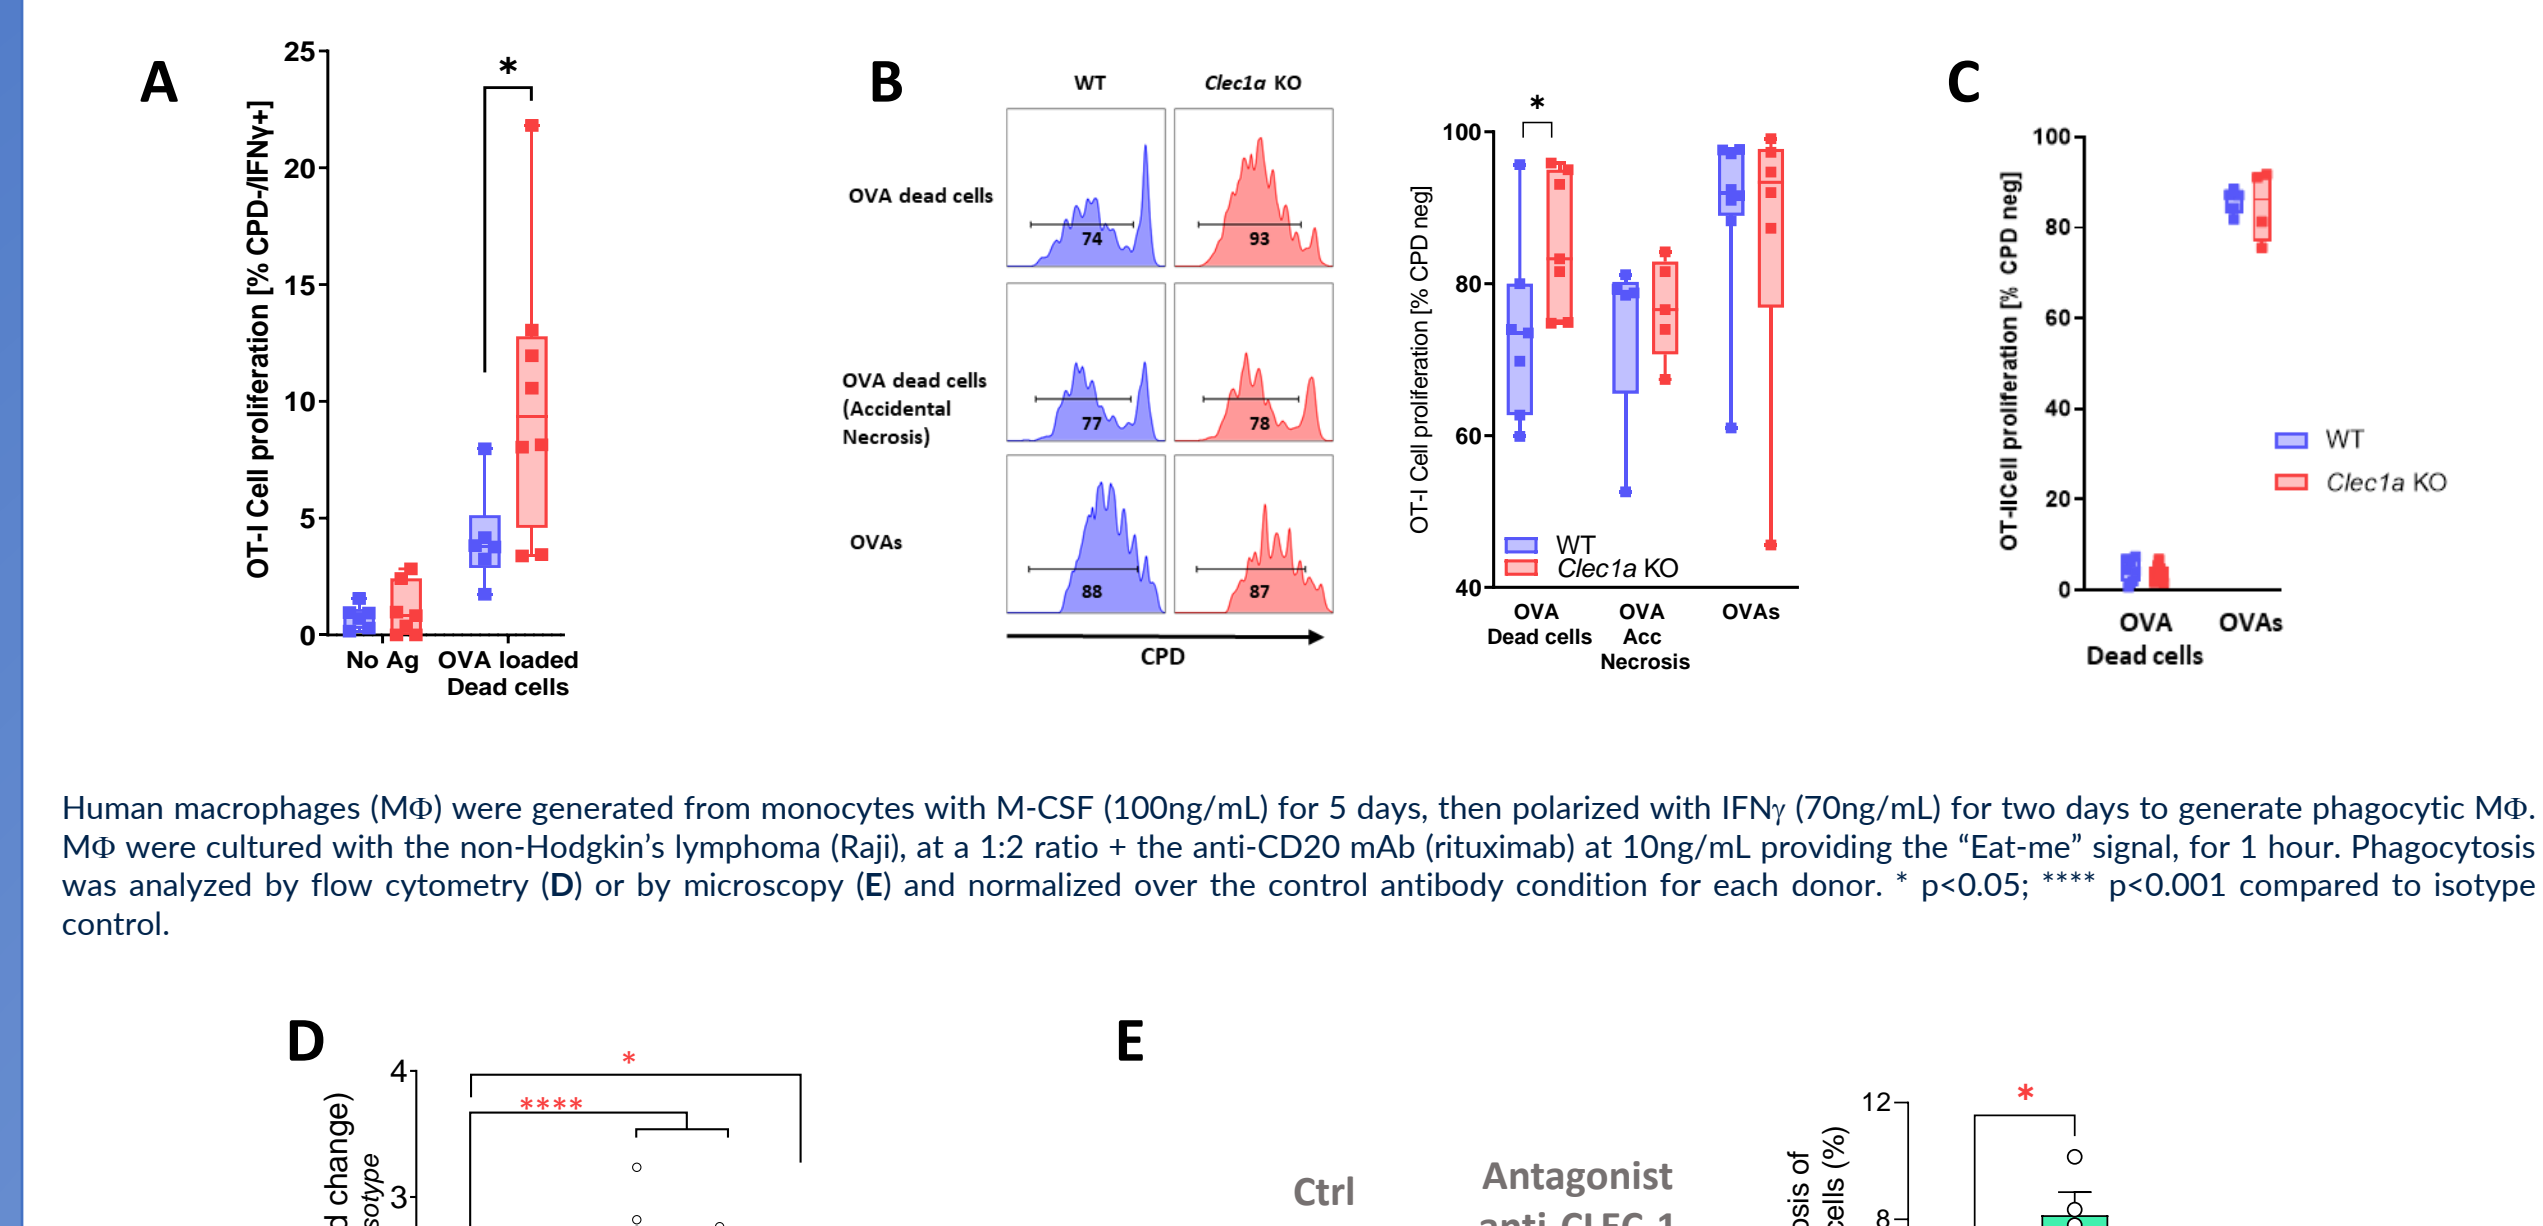 A
25
20
15
10
5
0
OT-I Cell proliferation [% CPD-/IFNγ+]
*
No Ag
OVA loaded
Dead cells
B
WT
Clec1a KO
OVA dead cells
74
93
OVA dead cells
(Accidental
Necrosis)
77
78
OVAs
88
87
CPD
OT-I Cell proliferation [% CPD neg]
100
80
60
40
*
WT
Clec1a KO
OVA
Dead cells
OVA
Acc
Necrosis
OVAs
C
OT-IICell proliferation [% CPD neg]
100
80
60
40
20
0
WT
Clec1a KO
OVA
Dead cells
OVAs
Human macrophages (MΦ) were generated from monocytes with M-CSF (100ng/mL) for 5 days, then polarized with IFNγ (70ng/mL) for two days to generate phagocytic MΦ.
MΦ were cultured with the non-Hodgkin’s lymphoma (Raji), at a 1:2 ratio + the anti-CD20 mAb (rituximab) at 10ng/mL providing the “Eat-me” signal, for 1 hour. Phagocytosis
was analyzed by flow cytometry (D) or by microscopy (E) and normalized over the control antibody condition for each donor. * p<0.05; **** p<0.001 compared to isotype
control.
D
4
3
d change)
sotype
*
****
E
Ctrl
Antagonist
anti-CLEC-1
12
8
osis of
cells (%)
*